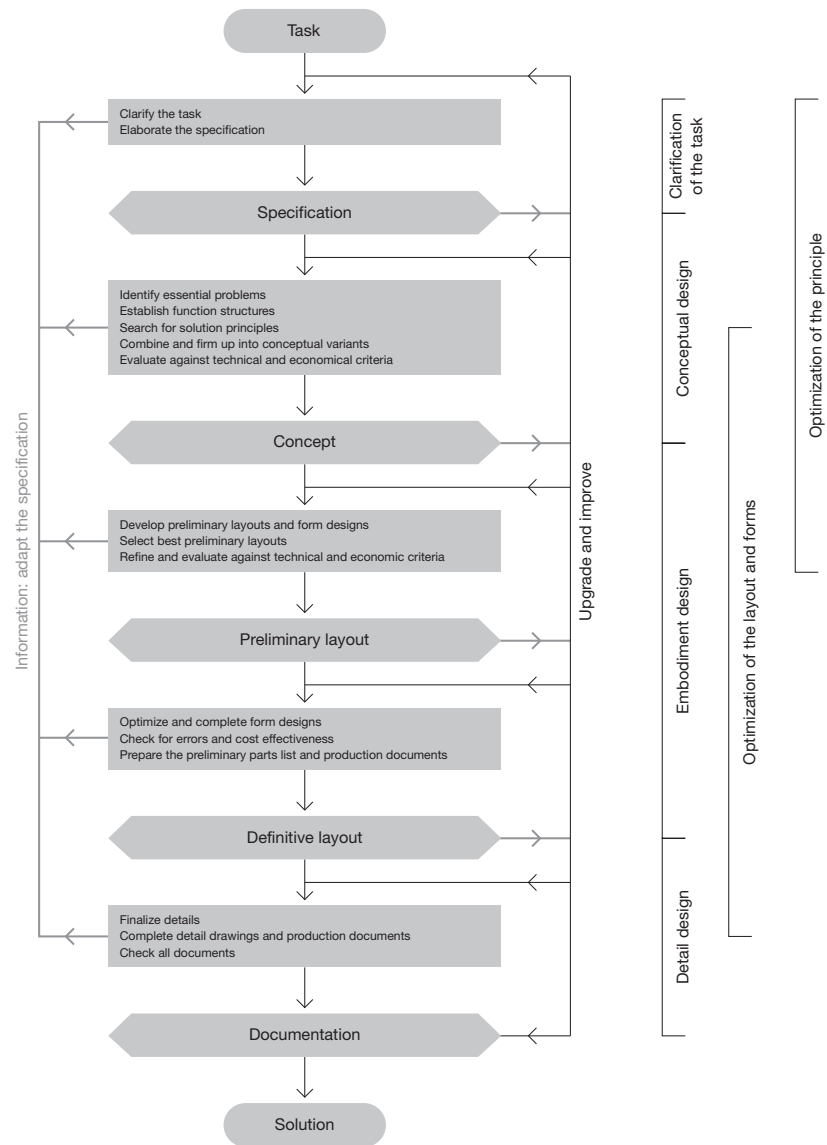 Task
Clarify the task
Elaborate the specification
Specification
Identify essential problems
Establish function structures
Search for solution principles
Combine and firm up into conceptual variants
Evaluate against technical and economical criteria
Concept
Develop preliminary layouts and form designs
Select best preliminary layouts
Refine and evaluate against technical and economic criteria
Preliminary layout
Optimize and complete form designs
Check for errors and cost effectiveness
Prepare the preliminary parts list and production documents
Definitive layout
Finalize details
Complete detail drawings and production documents
Check all documents
Documentation
Solution
Information: adapt the specification
Upgrade and improve
Clarification
of the task
Conceptual design
Embodiment design
Detail design
Optimization of the layout and forms
Optimization of the principle